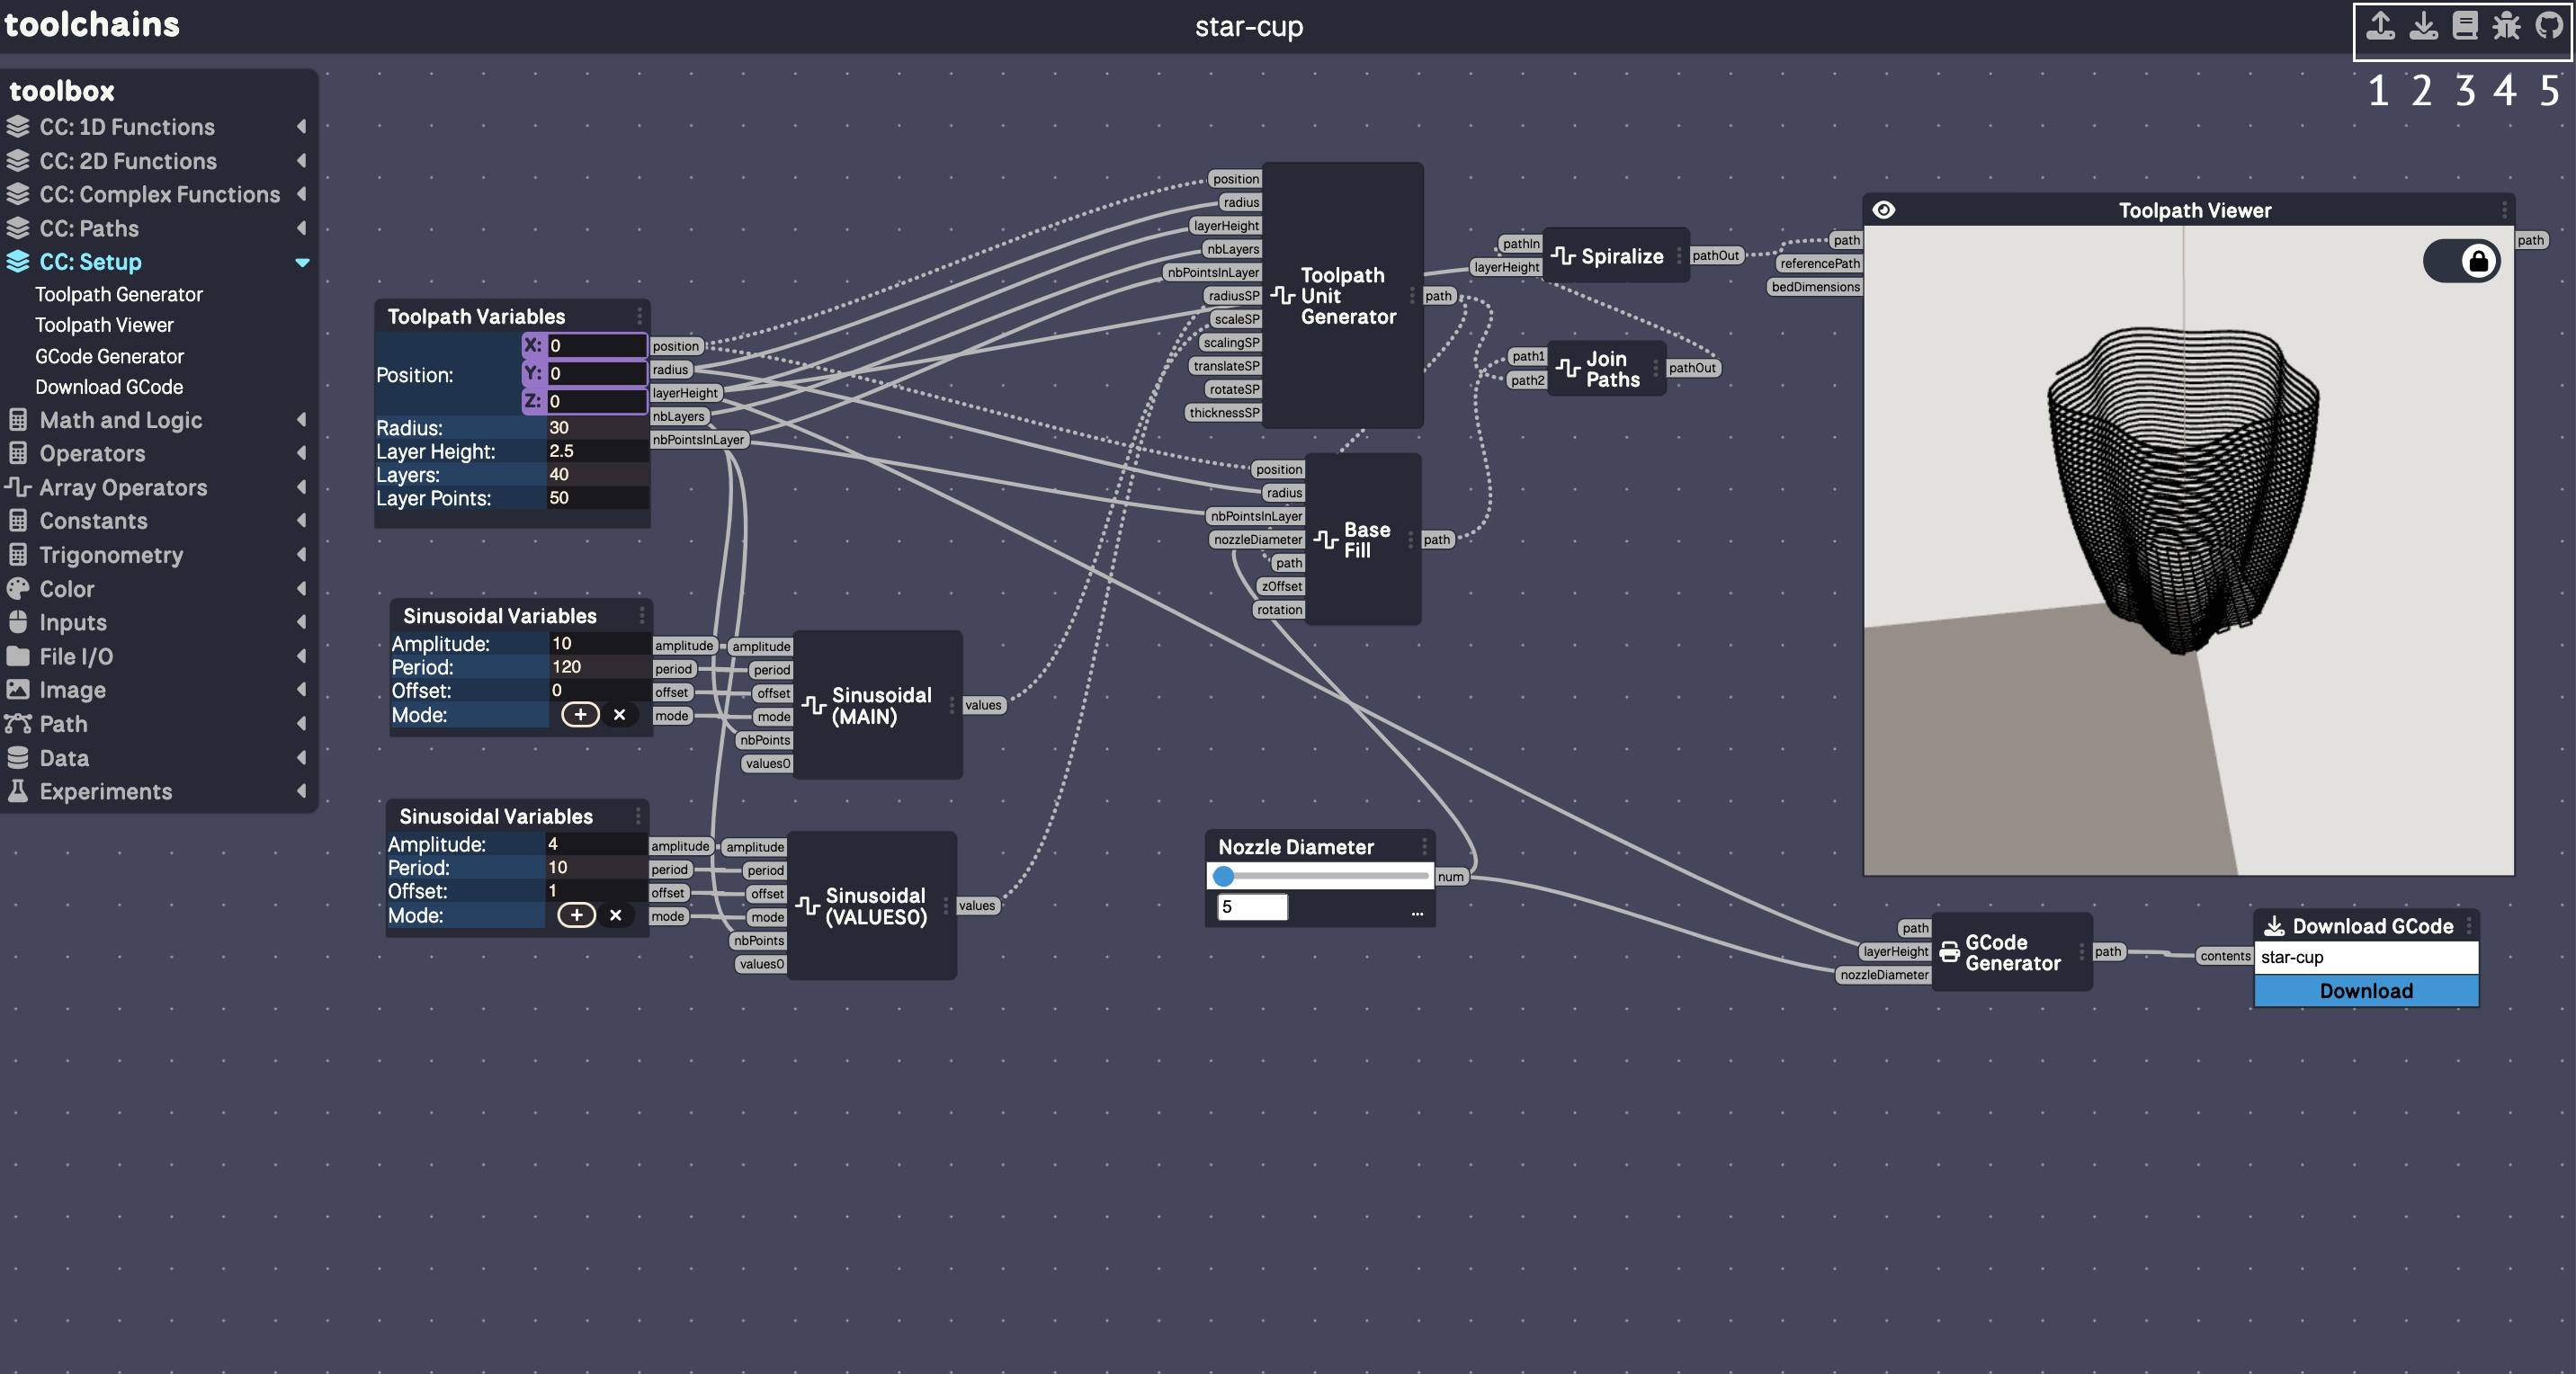 toolchains
star-cup
1 2 3 4 5
toolbox
CC: 1D Functions
CC: 2D Functions
CC: Complex Functions
CC: Paths
CC: Setup
Toolpath Generator
Toolpath Viewer
GCode Generator
Download GCode
Math and Logic
Operators
Array Operators
Constants
Trigonometry
Color
Inputs
File I/O
Image
Path
Data
Experiments
Toolpath Variables
Position:
X: 0
Y: 0
Z: 0
Radius: 30
Layer Height: 2.5
Layers: 40
Layer Points: 50
position
radius
layerHeight
nbLayers
nbPointsInLayer
Sinusoidal Variables
Amplitude: 10
Period: 120
Offset: 0
Mode: + ×
amplitude
period
offset
mode
amplitude
period
offset
mode
nbPoints
values0
Sinusoidal
(MAIN)
values
Sinusoidal Variables
Amplitude: 4
Period: 10
Offset: 1
Mode: + ×
amplitude
period
offset
mode
amplitude
period
offset
mode
nbPoints
values0
Sinusoidal
(VALUES0)
values
position
radius
layerHeight
nbLayers
nbPointsInLayer
radiusSP
scaleSP
scalingSP
translateSP
rotateSP
thicknessSP
Toolpath
Unit
Generator
path
position
radius
nbPointsInLayer
nozzleDiameter
path
zOffset
rotation
Base
Fill
path
pathIn
layerHeight
Spiralize
pathOut
path1
path2
Join
Paths
pathOut
Nozzle Diameter
5
...
num
Toolpath Viewer
path
referencePath
bedDimensions
path
path
layerHeight
nozzleDiameter
GCode
Generator
path
contents
Download GCode
star-cup
Download